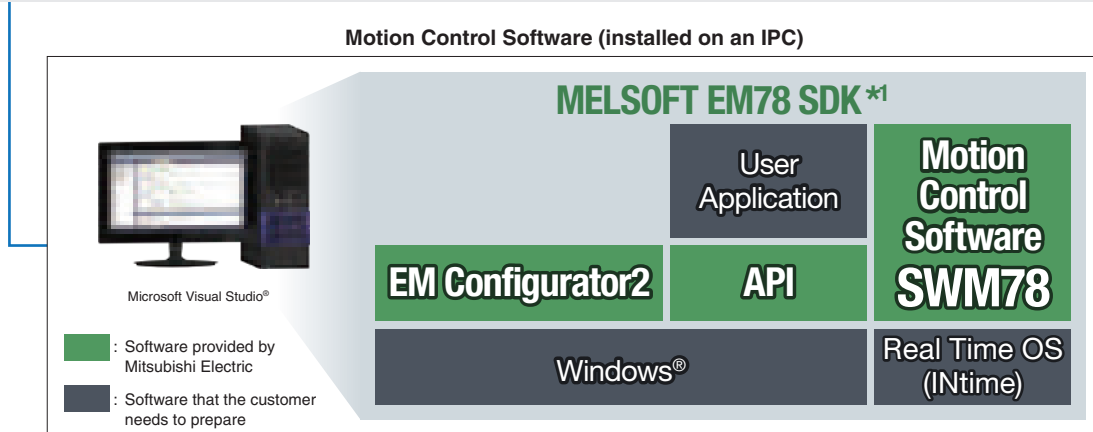 Motion Control Software (installed on an IPC)
MELSOFT EM78 SDK *1
User
Application
Motion
Control
Software
SWM78
EM Configurator2
API
Microsoft Visual Studio®
Windows®
Real Time OS
(INtime)
: Software provided by
Mitsubishi Electric
: Software that the customer
needs to prepare